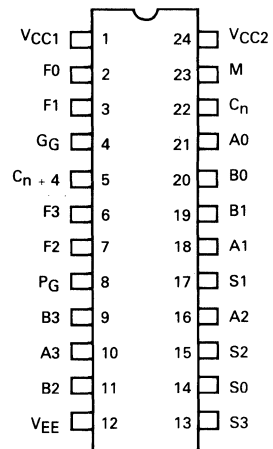 VCC1 1 24 VCC2
F0 2 23 M
F1 3 22 Cn
GG 4 21 A0
Cn + 4 5 20 B0
F3 6 19 B1
F2 7 18 A1
PG 8 17 S1
B3 9 16 A2
A3 10 15 S2
B2 11 14 S0
VEE 12 13 S3